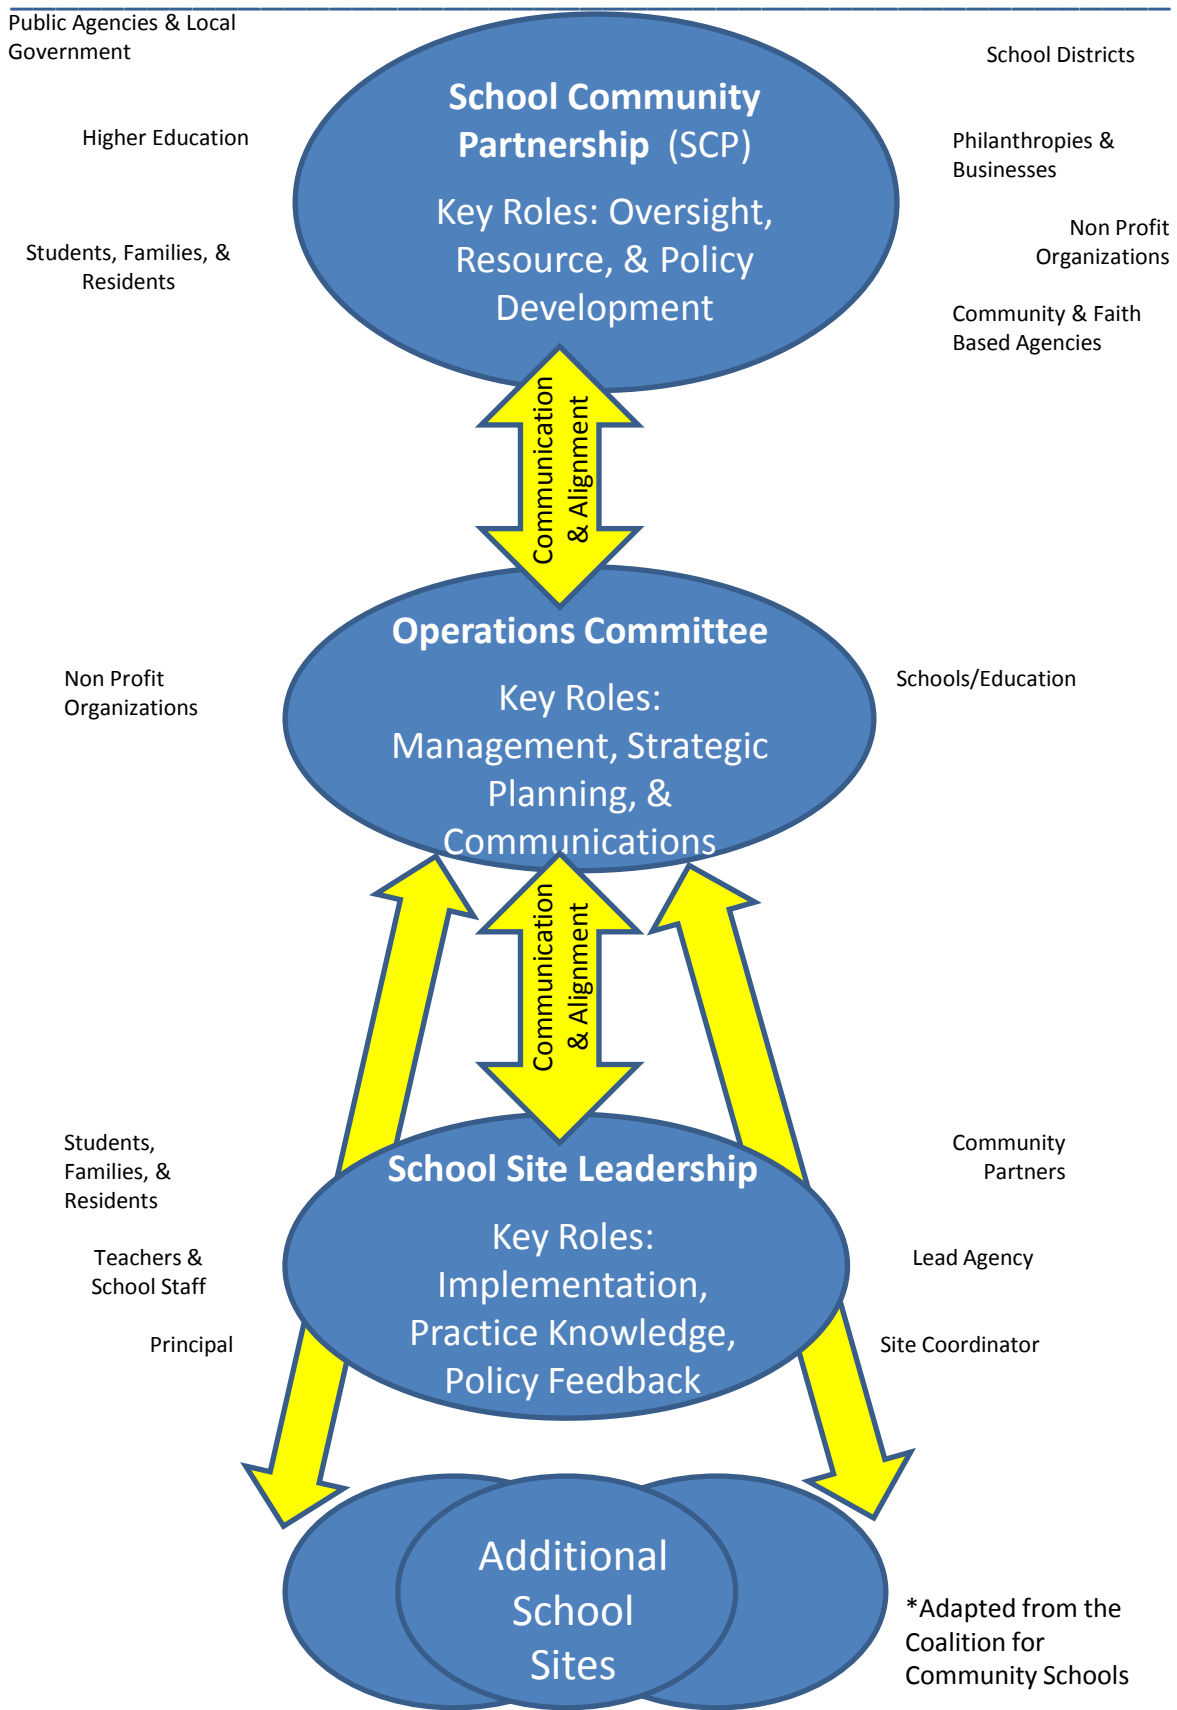 Public Agencies & Local
Government
School Districts
Higher Education
Philanthropies &
Businesses
Students, Families, &
Residents
Non Profit
Organizations
Community & Faith
Based Agencies
School Community
Partnership (SCP)
Key Roles: Oversight,
Resource, & Policy
Development
Communication
& Alignment
Operations Committee
Key Roles:
Management, Strategic
Planning, &
Communications
Non Profit
Organizations
Schools/Education
Communication
& Alignment
School Site Leadership
Key Roles:
Implementation,
Practice Knowledge,
Policy Feedback
Students,
Families, &
Residents
Teachers &
School Staff
Principal
Community
Partners
Lead Agency
Site Coordinator
Additional
School
Sites
*Adapted from the
Coalition for
Community Schools